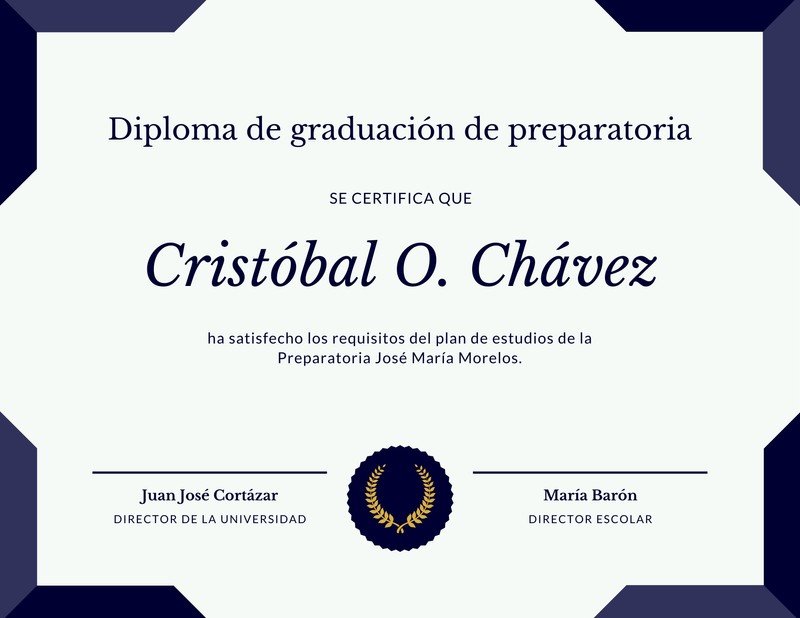 Diploma de graduación de preparatoria
SE CERTIFICA QUE
Cristóbal O. Chávez
ha satisfecho los requisitos del plan de estudios de la
Preparatoria José María Morelos.
Juan José Cortázar
DIRECTOR DE LA UNIVERSIDAD
María Barón
DIRECTOR ESCOLAR